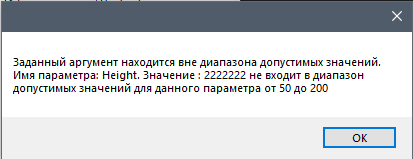 Заданный аргумент находится вне диапазона допустимых значений.
Имя параметра: Height. Значение : 2222222 не входит в диапазон
допустимых значений для данного параметра от 50 до 200
OK